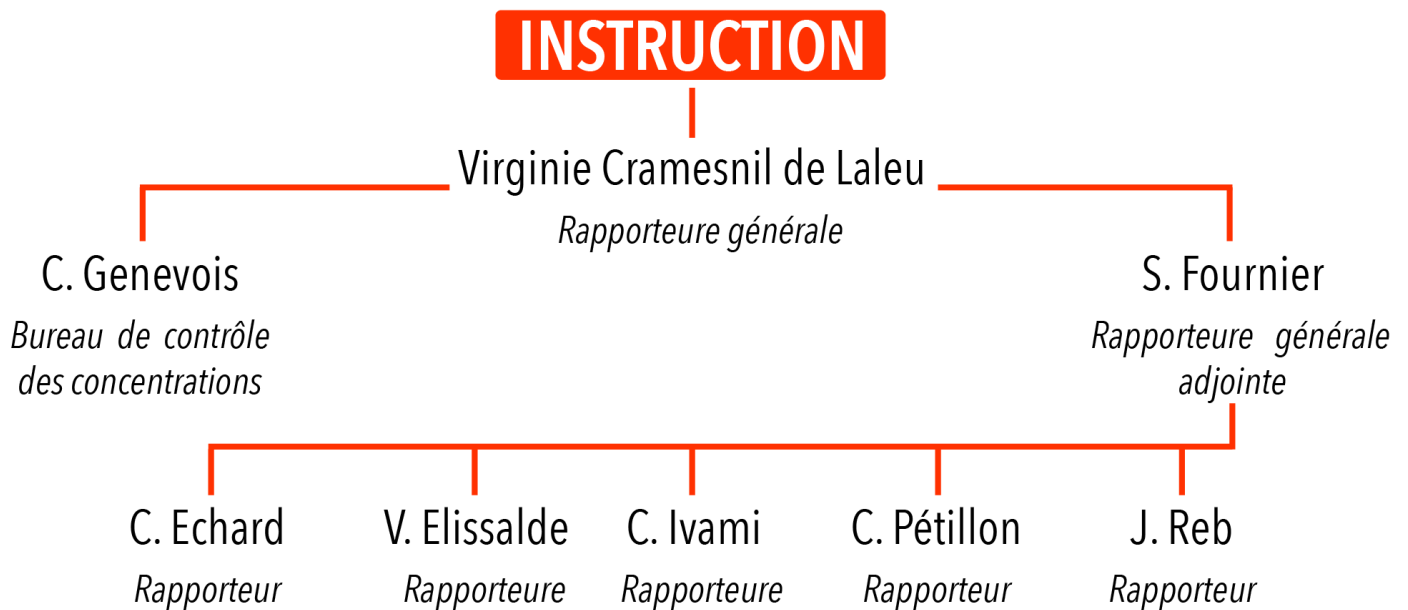 INSTRUCTION
Virginie Cramesnil de Laleu
Rapporteure générale
C. Genevois
Bureau de contrôle
des concentrations
S. Fournier
Rapporteure générale
adjointe
C. Echard
Rapporteur
V. Elissalde
Rapporteure
C. Ivami
Rapporteure
C. Pétillon
Rapporteur
J. Reb
Rapporteur